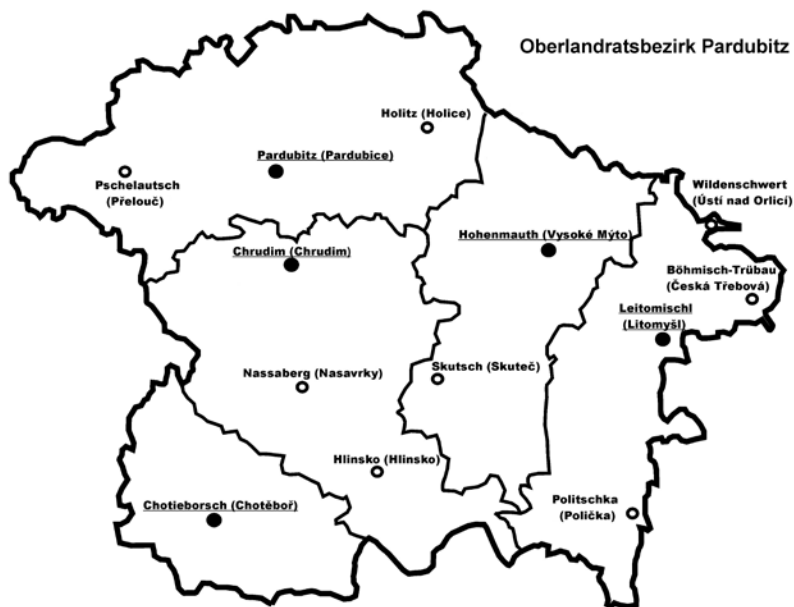 Oberlandratsbezirk Pardubitz
Holitz (Holice)
Pardubitz (Pardubice)
Pschelautsch
(Přelouč)
Wildenschwert
(Ústí nad Orlicí)
Hohenmauth (Vysoké Mýto)
Chrudim (Chrudim)
Böhmisch-Trübau
(Česká Třebová)
Leitomischl
(Litomyšl)
Nassaberg (Nasavrky)
Skutsch (Skuteč)
Hlinsko (Hlinsko)
Chotieborsch (Chotěboř)
Politschka
(Polička)